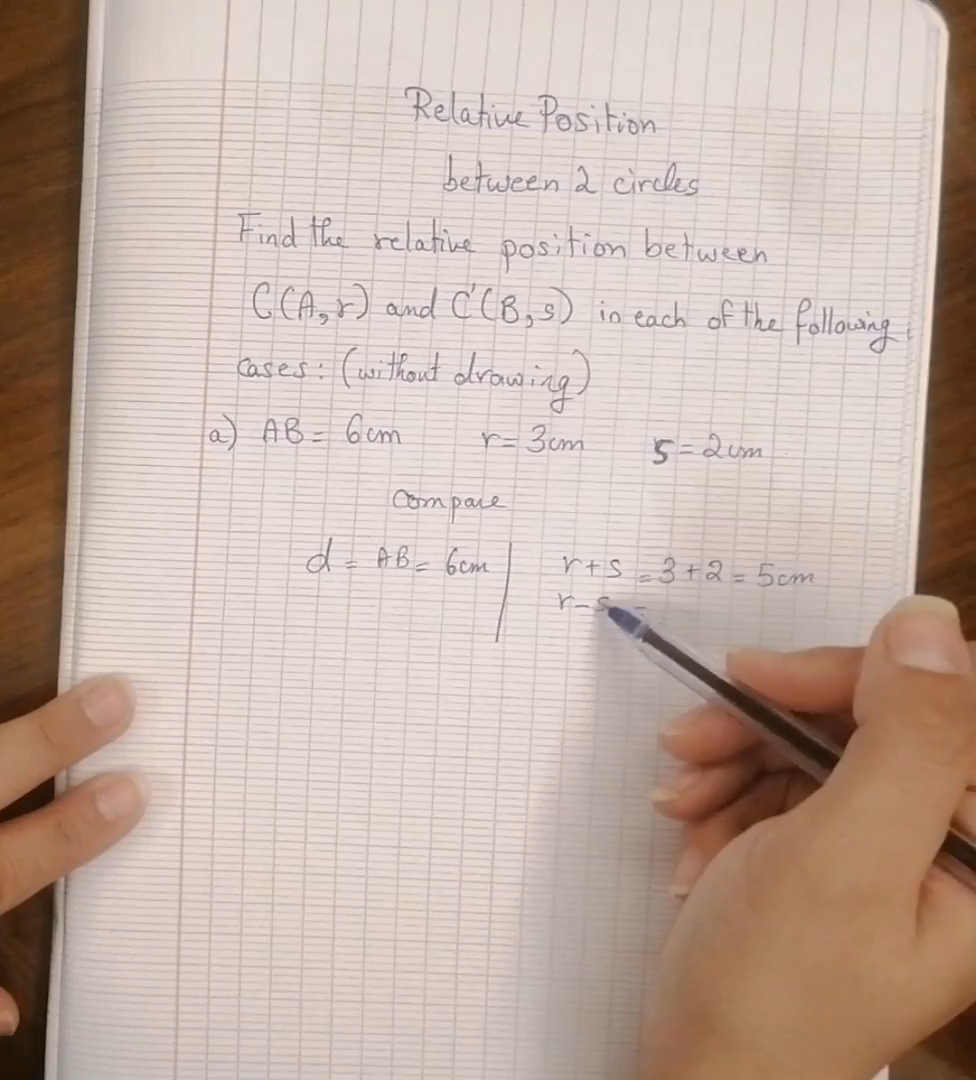 Relative Position
between 2 circles
Find the relative position between
C(A,r) and C'(B,s) in each of the following
cases: (without drawing)
a) AB = 6cm r = 3cm s = 2cm
Compare
d = AB = 6cm | r+s = 3+2 = 5cm
r-s =